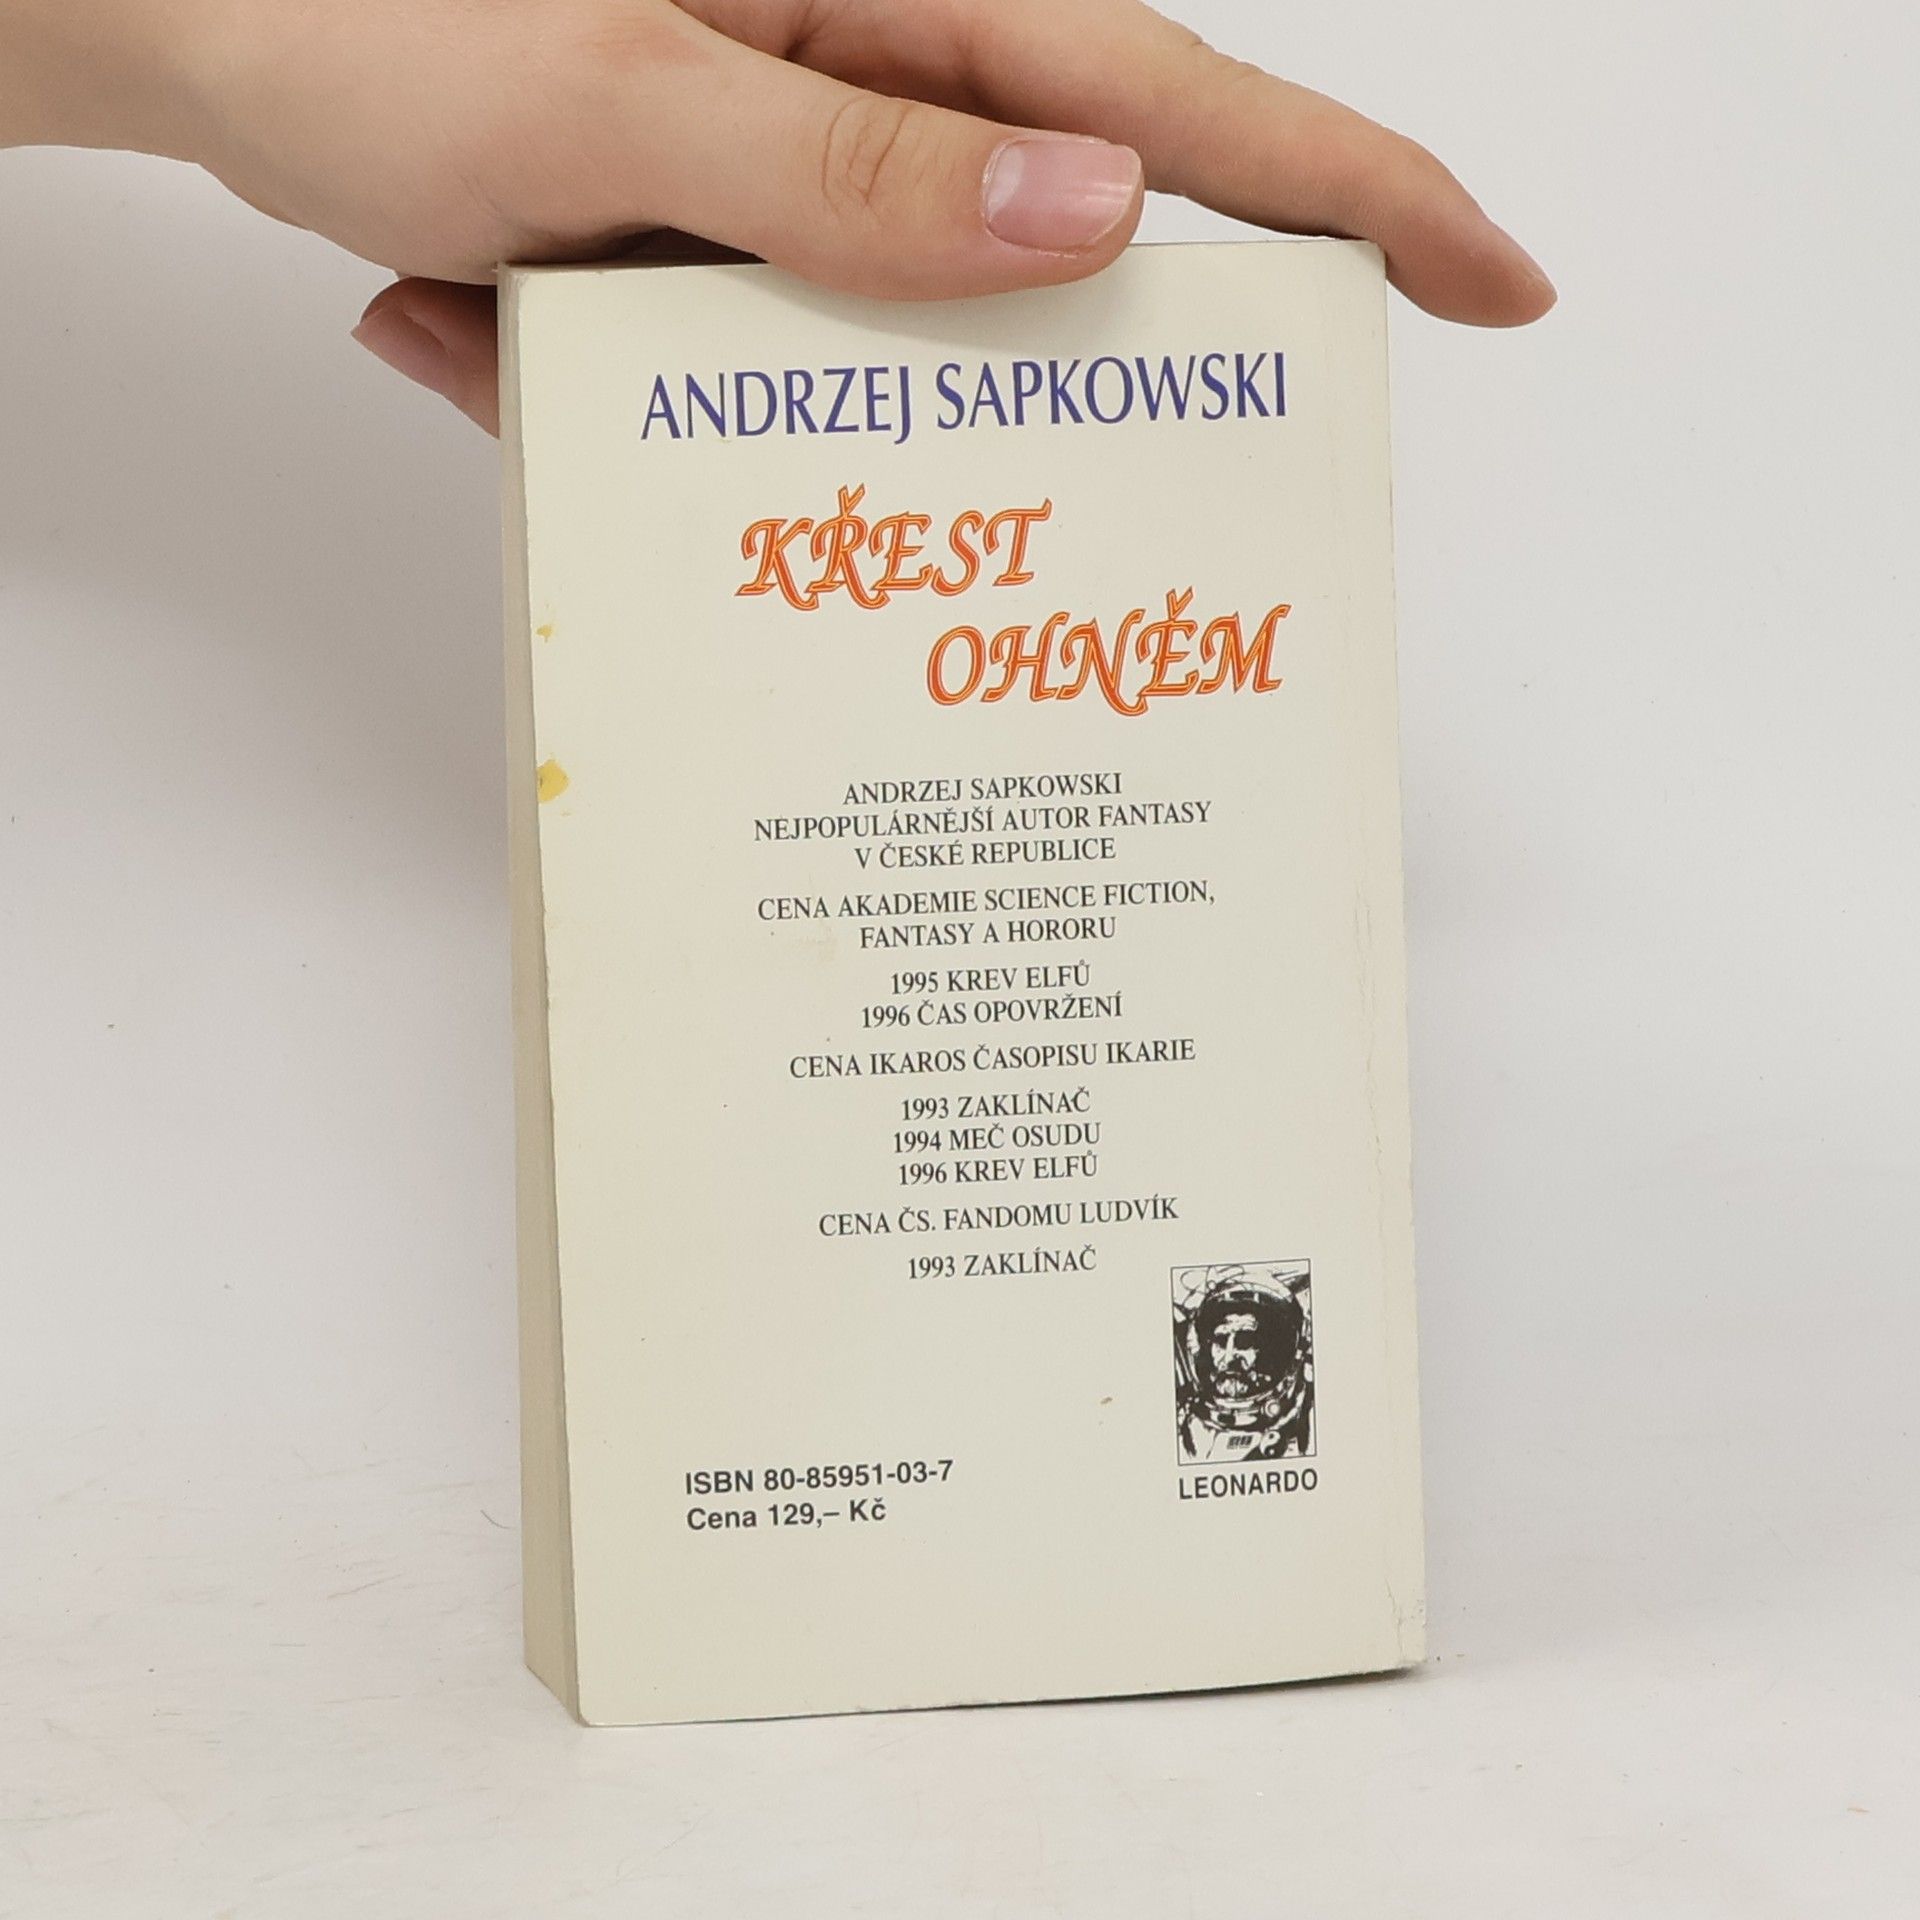 ANDRZEJ SAPKOWSKI
KŘEST
OHNĚM
ANDRZEJ SAPKOWSKI
NEJPOPULÁRNĚJŠÍ AUTOR FANTASY
V ČESKÉ REPUBLICE
CENA AKADEMIE SCIENCE FICTION,
FANTASY A HORORU
1995 KREV ELFŮ
1996 ČAS OPOVRŽENÍ
CENA IKAROS ČASOPISU IKARIE
1993 ZAKLÍNAČ
1994 MEČ OSUDU
1996 KREV ELFŮ
CENA ČS. FANDOMU LUDVÍK
1993 ZAKLÍNAČ
LEONARDO
ISBN 80-85951-03-7
Cena 129,– Kč